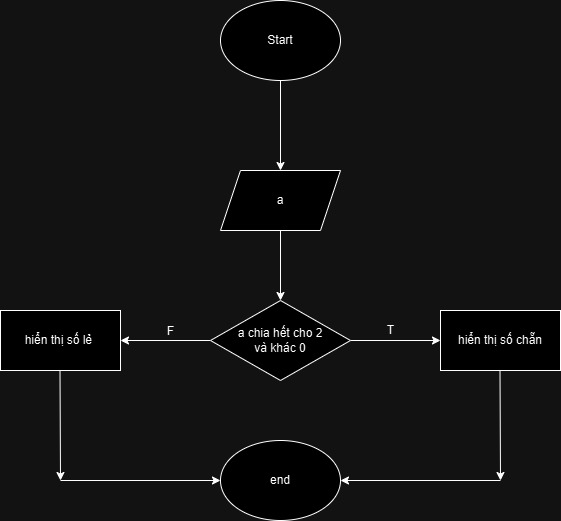 Start
a
a chia hết cho 2
và khác 0
F
T
hiển thị số lẻ
hiển thị số chẵn
end